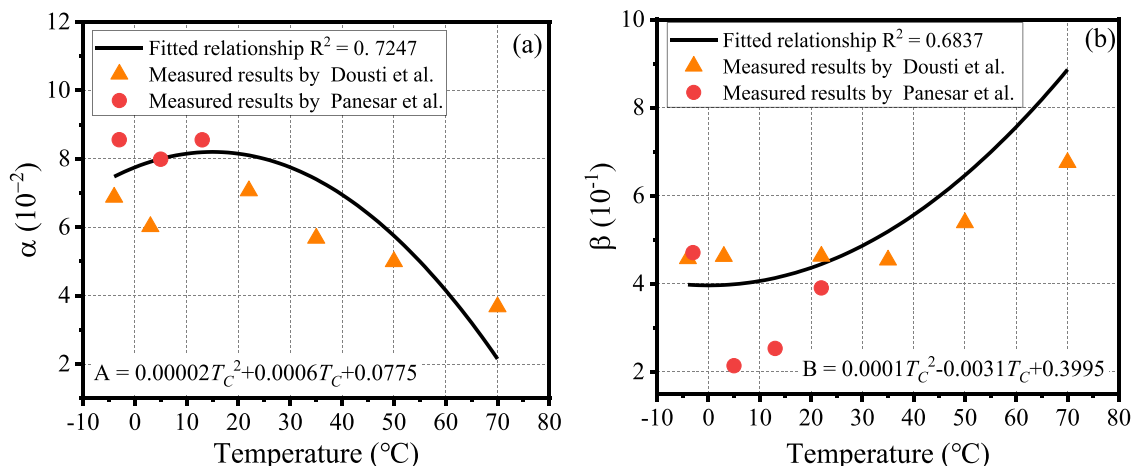 12
10
8
6
4
2
α (10⁻²)
Fitted relationship R² = 0. 7247
Measured results by Dousti et al.
Measured results by Panesar et al.
(a)
A = 0.00002T_C²+0.0006T_C+0.0775
-10 0 10 20 30 40 50 60 70 80
Temperature (℃)
10
8
6
4
2
β (10⁻¹)
Fitted relationship R² = 0.6837
Measured results by Dousti et al.
Measured results by Panesar et al.
(b)
B = 0.0001T_C²-0.0031T_C+0.3995
-10 0 10 20 30 40 50 60 70 80
Temperature (℃)